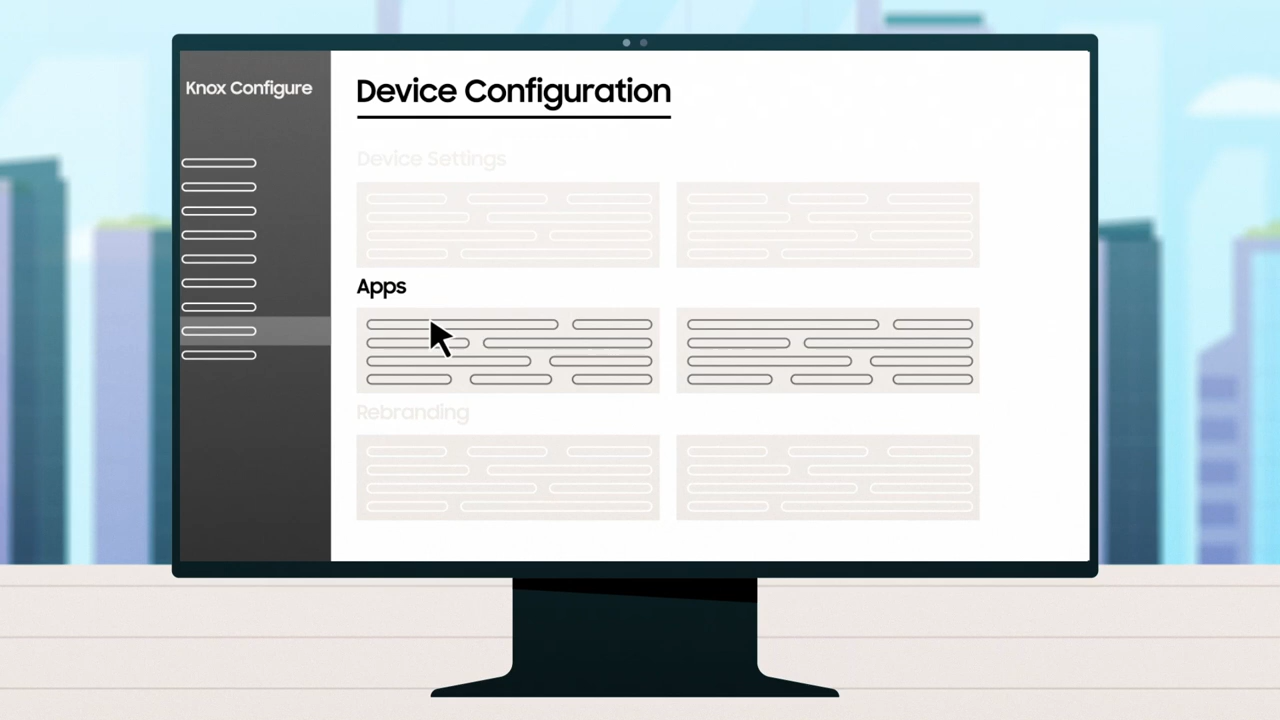 Knox Configure
Device Configuration
Device Settings
Apps
Rebranding